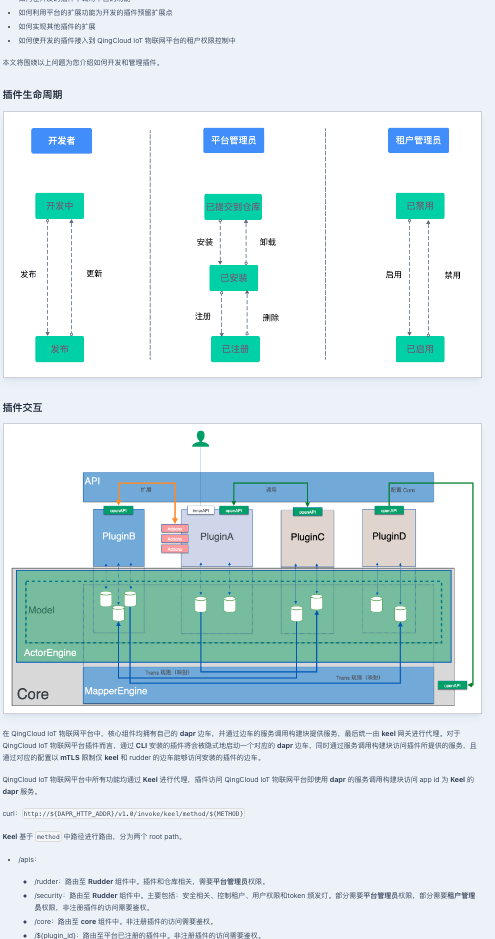 如何利用平台的扩展功能为开发的插件预留扩展点
如何实现其他插件的扩展
如何使开发的插件接入到 QingCloud IoT 物联网平台的租户权限控制中
本文将围绕以上问题为您介绍如何开发和管理插件。
插件生命周期
开发者
平台管理员
租户管理员
开发中
已提交到仓库
已禁用
安装
卸载
发布
更新
已安装
启用
禁用
注册
删除
发布
已注册
已启用
插件交互
API
扩展
调用
配置 Core
openAPI
openAPI
openAPI
openAPI
PluginB
Actions
Actions
Actions
PluginA
PluginC
PluginD
Model
ActorEngine
Trans 规则（映射）
Trans 规则（映射）
Core
MapperEngine
openAPI
在 QingCloud IoT 物联网平台中，核心组件均拥有自己的 dapr 边车，并通过边车的服务调用构建块提供服务，最后统一由 keel 网关进行代理。对于
QingCloud IoT 物联网平台插件而言，通过 CLI 安装的插件将会被隐式地启动一个对应的 dapr 边车，同时通过服务调用构建块访问插件所提供的服务，且
通过对应的配置以 mTLS 限制仅 keel 和 rudder 的边车能够访问安装的插件的边车。
QingCloud IoT 物联网平台中所有功能均通过 Keel 进行代理，插件访问 QingCloud IoT 物联网平台即使用 dapr 的服务调用构建块访问 app id 为 Keel 的
dapr 服务。
curl：http://${DAPR_HTTP_ADDR}/v1.0/invoke/keel/method/${METHOD}
Keel 基于 method 中路径进行路由，分为两个 root path。
/apis：
/rudder：路由至 Rudder 组件中。插件和仓库相关，需要平台管理员权限。
/security：路由至 Rudder 组件中。主要包括：安全相关、控制租户，用户权限和token 颁发灯。部分需要平台管理员权限，部分需要租户管理
员权限，非注册插件的访问需要鉴权。
/core：路由至 core 组件中。非注册插件的访问需要鉴权。
/${plugin_id}：路由至平台已注册的插件中。非注册插件的访问需要鉴权。